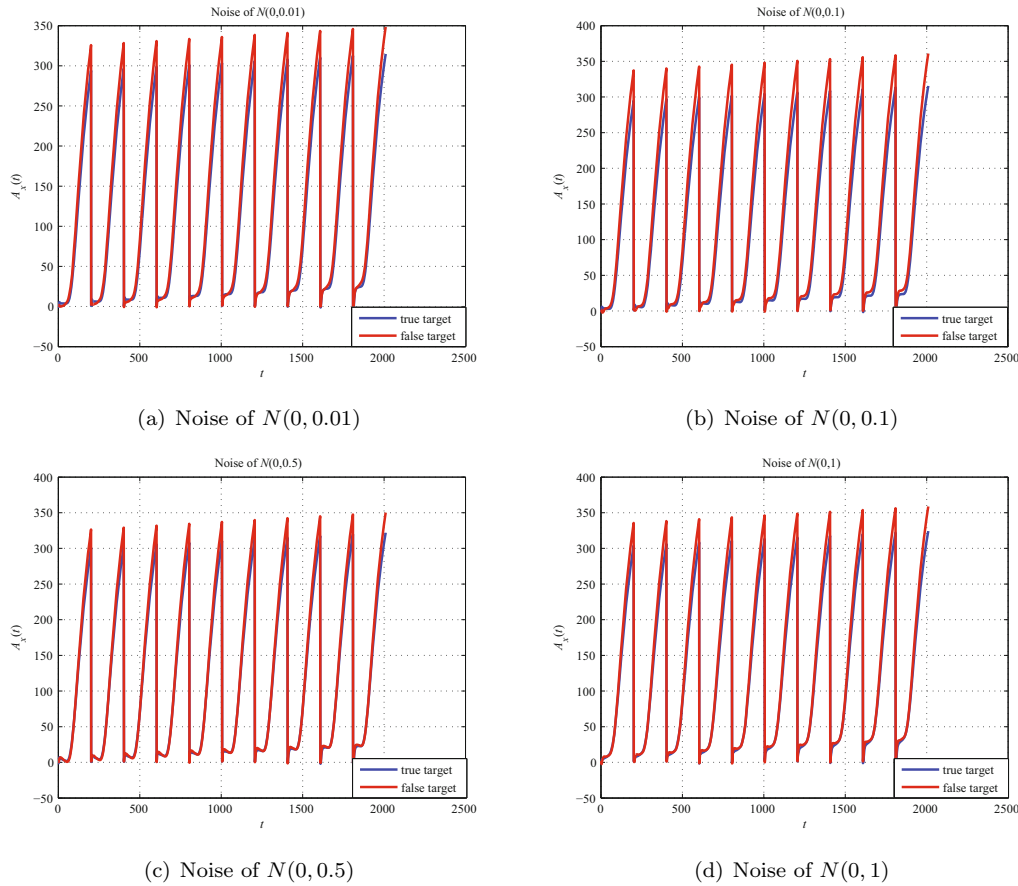 Noise of N(0,0.01)
350
300
250
200
150
100
50
0
−50
A_x(t)
0 500 1000 1500 2000 2500
t
true target
false target
(a) Noise of N(0, 0.01)
Noise of N(0,0.1)
400
350
300
250
200
150
100
50
0
−50
A_x(t)
0 500 1000 1500 2000 2500
t
true target
false target
(b) Noise of N(0, 0.1)
Noise of N(0,0.5)
400
350
300
250
200
150
100
50
0
−50
A_x(t)
0 500 1000 1500 2000 2500
t
true target
false target
(c) Noise of N(0, 0.5)
Noise of N(0,1)
400
350
300
250
200
150
100
50
0
−50
A_x(t)
0 500 1000 1500 2000 2500
t
true target
false target
(d) Noise of N(0, 1)